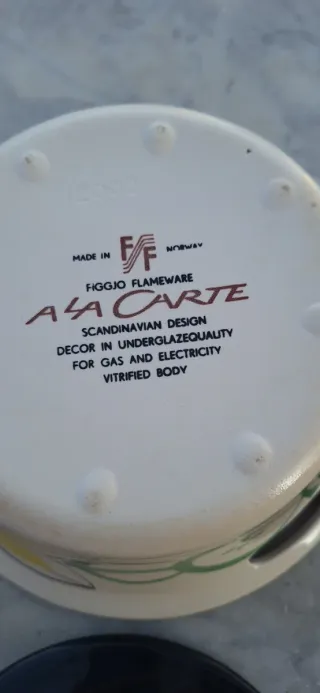 MADE IN FF NORWAY
FIGGJO FLAMEWARE
A LA CARTE
SCANDINAVIAN DESIGN
DECOR IN UNDERGLAZEQUALITY
FOR GAS AND ELECTRICITY
VITRIFIED BODY